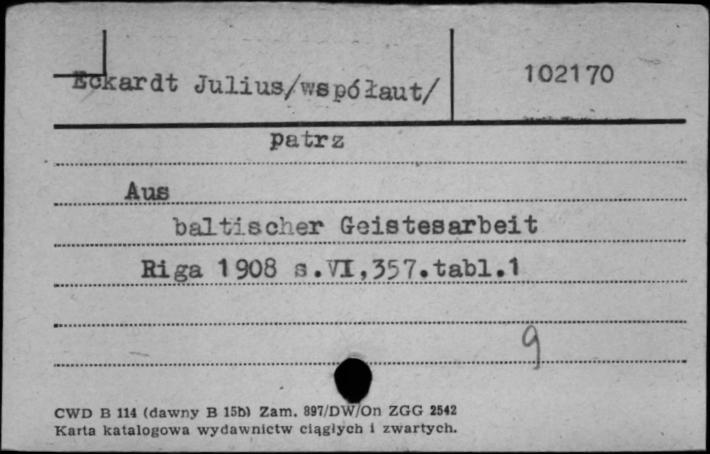 Eckardt Julius/współaut/ 102170
patrz
Aus
baltischer Geistesarbeit
Riga 1908 s.VI,357.tabl.1
9
CWD B 114 (dawny B 15b) Zam. 897/DW/On ZGG 2542
Karta katalogowa wydawnictw ciągłych i zwartych.